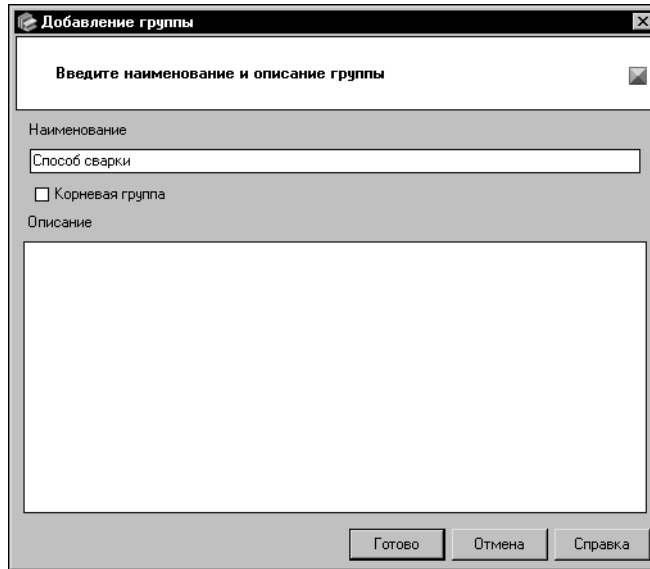 Добавление группы
Введите наименование и описание группы
Наименование
Способ сварки
Корневая группа
Описание
Готово Отмена Справка